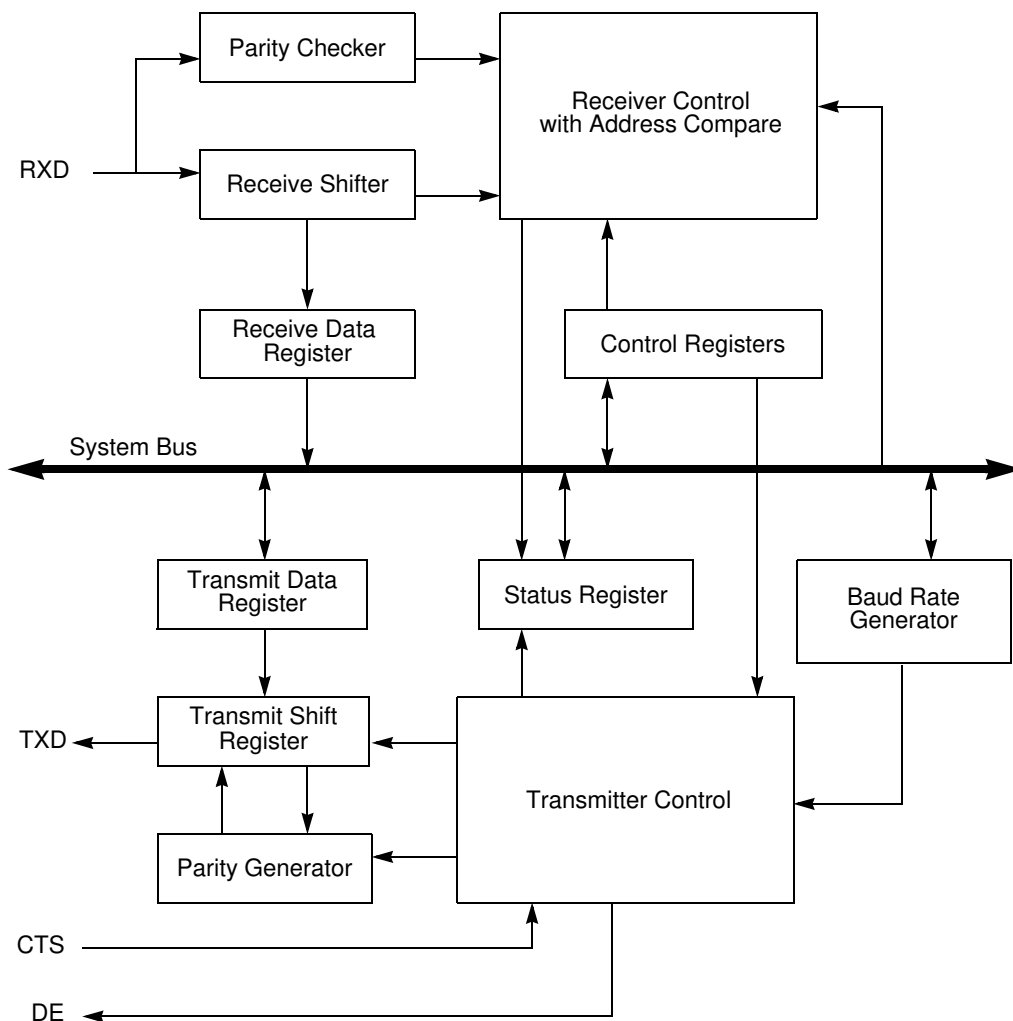 Parity Checker
Receiver Control
with Address Compare
RXD
Receive Shifter
Receive Data
Register
Control Registers
System Bus
Transmit Data
Register
Status Register
Baud Rate
Generator
Transmit Shift
Register
TXD
Transmitter Control
Parity Generator
CTS
DE